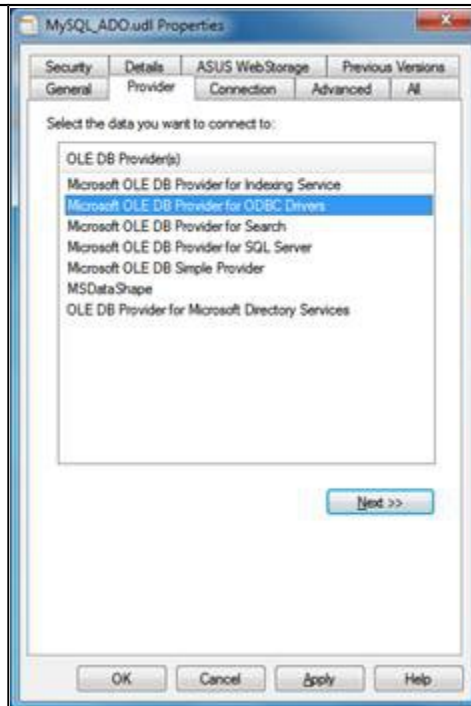 MySQL_ADO.udl Properties
Security Details ASUS WebStorage Previous Versions
General Provider Connection Advanced All
Select the data you want to connect to:
OLE DB Provider(s)
Microsoft OLE DB Provider for Indexing Service
Microsoft OLE DB Provider for ODBC Drivers
Microsoft OLE DB Provider for Search
Microsoft OLE DB Provider for SQL Server
Microsoft OLE DB Simple Provider
MSDataShape
OLE DB Provider for Microsoft Directory Services
Next >>
OK Cancel Apply Help